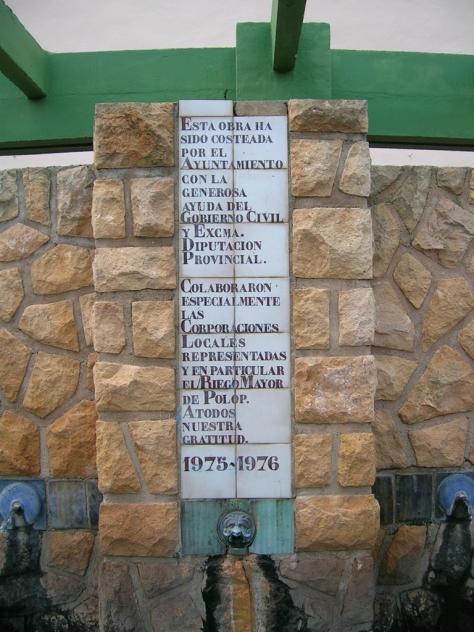 ESTA OBRA HA
SIDO COSTEADA
POR EL
AYUNTAMIENTO
CON LA
GENEROSA
AYUDA DEL
GOBIERNO CIVIL
Y EXCMA.
DIPUTACION
PROVINCIAL.
COLABORARON
ESPECIALMENTE
LAS
CORPORACIONES
LOCALES
REPRESENTADAS
Y EN PARTICULAR
EL RIEGO MAYOR
DE POLOP.
A TODOS
NUESTRA
GRATITUD.
1975~1976